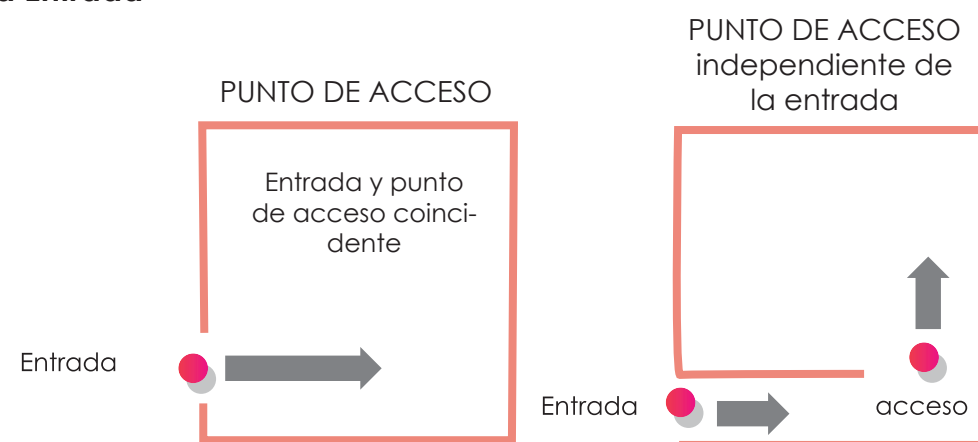 PUNTO DE ACCESO
Entrada y punto
de acceso coinci-
dente
Entrada
PUNTO DE ACCESO
independiente de
la entrada
Entrada
acceso